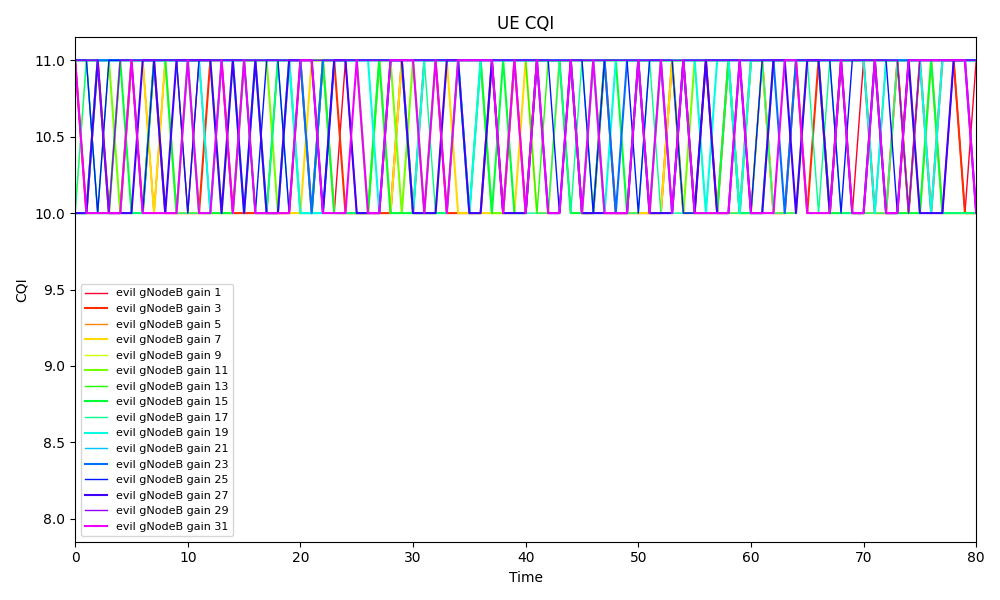 UE CQI
CQI
11.0
10.5
10.0
9.5
9.0
8.5
8.0
evil gNodeB gain 1
evil gNodeB gain 3
evil gNodeB gain 5
evil gNodeB gain 7
evil gNodeB gain 9
evil gNodeB gain 11
evil gNodeB gain 13
evil gNodeB gain 15
evil gNodeB gain 17
evil gNodeB gain 19
evil gNodeB gain 21
evil gNodeB gain 23
evil gNodeB gain 25
evil gNodeB gain 27
evil gNodeB gain 29
evil gNodeB gain 31
0 10 20 30 40 50 60 70 80
Time